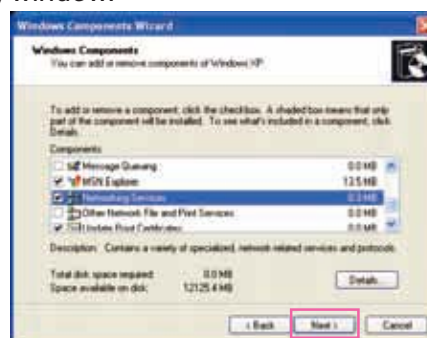 Windows Components Wizard
Windows Components
You can add or remove components of Windows XP.
To add or remove a component, click the checkbox. A shaded box means that only
part of the component will be installed. To see what's included in a component, click
Details.
Components:
Message Queuing 0.0 MB
MSN Explorer 13.5 MB
Networking Services 0.3 MB
Other Network File and Print Services 0.0 MB
Update Root Certificates 0.0 MB
Description: Contains a variety of specialized, network-related services and protocols.
Total disk space required: 0.0 MB
Space available on disk: 12125.4 MB
Details...
< Back Next > Cancel